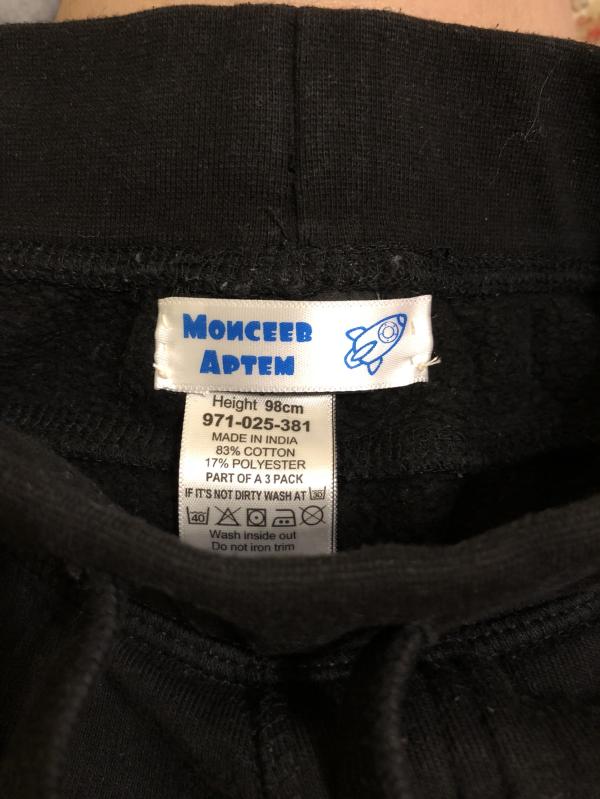 МОИСЕЕВ
АРТЕМ
Height 98cm
971-025-381
MADE IN INDIA
83% COTTON
17% POLYESTER
PART OF A 3 PACK
IF IT'S NOT DIRTY WASH AT 30
40
Wash inside out
Do not iron trim